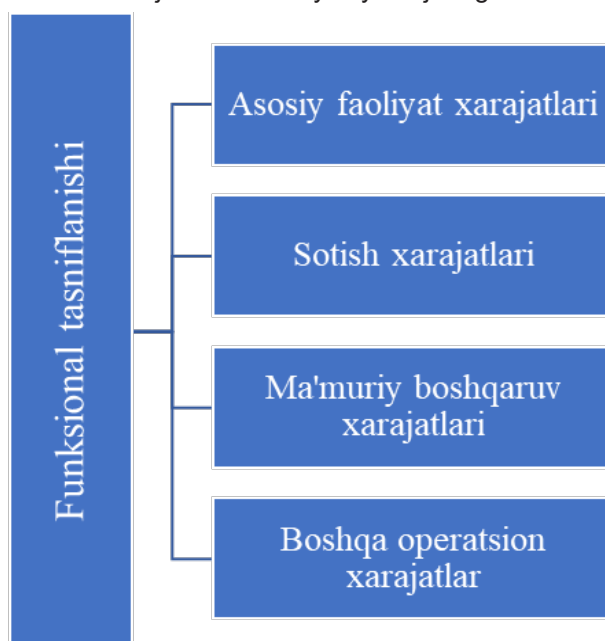 Funksional tasniflanishi
Asosiy faoliyat xarajatlari
Sotish xarajatlari
Ma'muriy boshqaruv
xarajatlari
Boshqa operatsion
xarajatlar